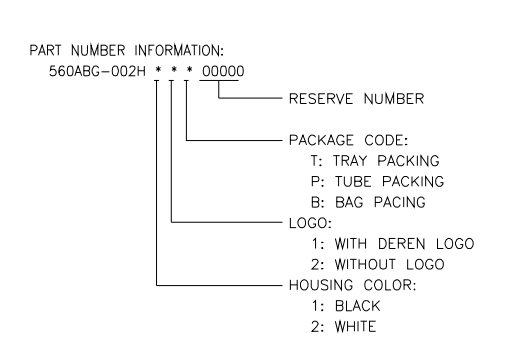 PART NUMBER INFORMATION:
560ABG-002H * * * 00000
RESERVE NUMBER
PACKAGE CODE:
T: TRAY PACKING
P: TUBE PACKING
B: BAG PACING
LOGO:
1: WITH DEREN LOGO
2: WITHOUT LOGO
HOUSING COLOR:
1: BLACK
2: WHITE